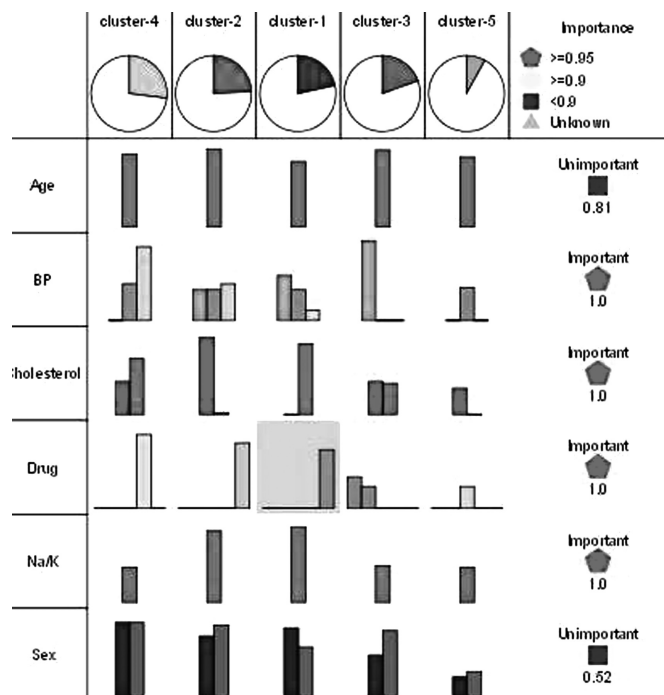 cluster-4 cluster-2 cluster-1 cluster-3 cluster-5
Importance
>=0.95
>=0.9
<0.9
Unknown
Age
Unimportant
0.81
BP
Important
1.0
holesterol
Important
1.0
Drug
Important
1.0
Na/K
Important
1.0
Sex
Unimportant
0.52